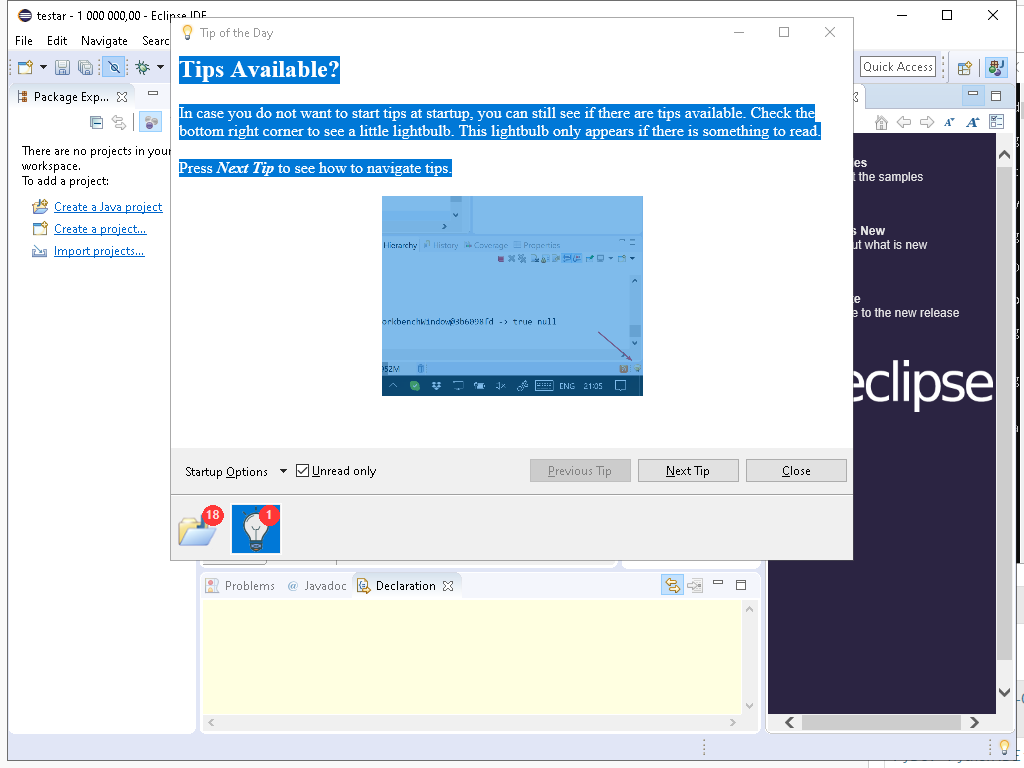 testar - 1 000 000,00 - Eclipse IDE
File Edit Navigate Searc
Tip of the Day
Quick Access
Package Exp...
There are no projects in your
workspace.
To add a project:
Create a Java project
Create a project...
Import projects...
Tips Available?
In case you do not want to start tips at startup, you can still see if there are tips available. Check the
bottom right corner to see a little lightbulb. This lightbulb only appears if there is something to read.
Press Next Tip to see how to navigate tips.
Hierarchy History Coverage Properties
orkbenchWindow@3b6098fd -> true null
52M
ENG 21:05
Startup Options Unread only Previous Tip Next Tip Close
18 1
es
t the samples
s New
ut what is new
te
e to the new release
eclipse
Problems @ Javadoc Declaration